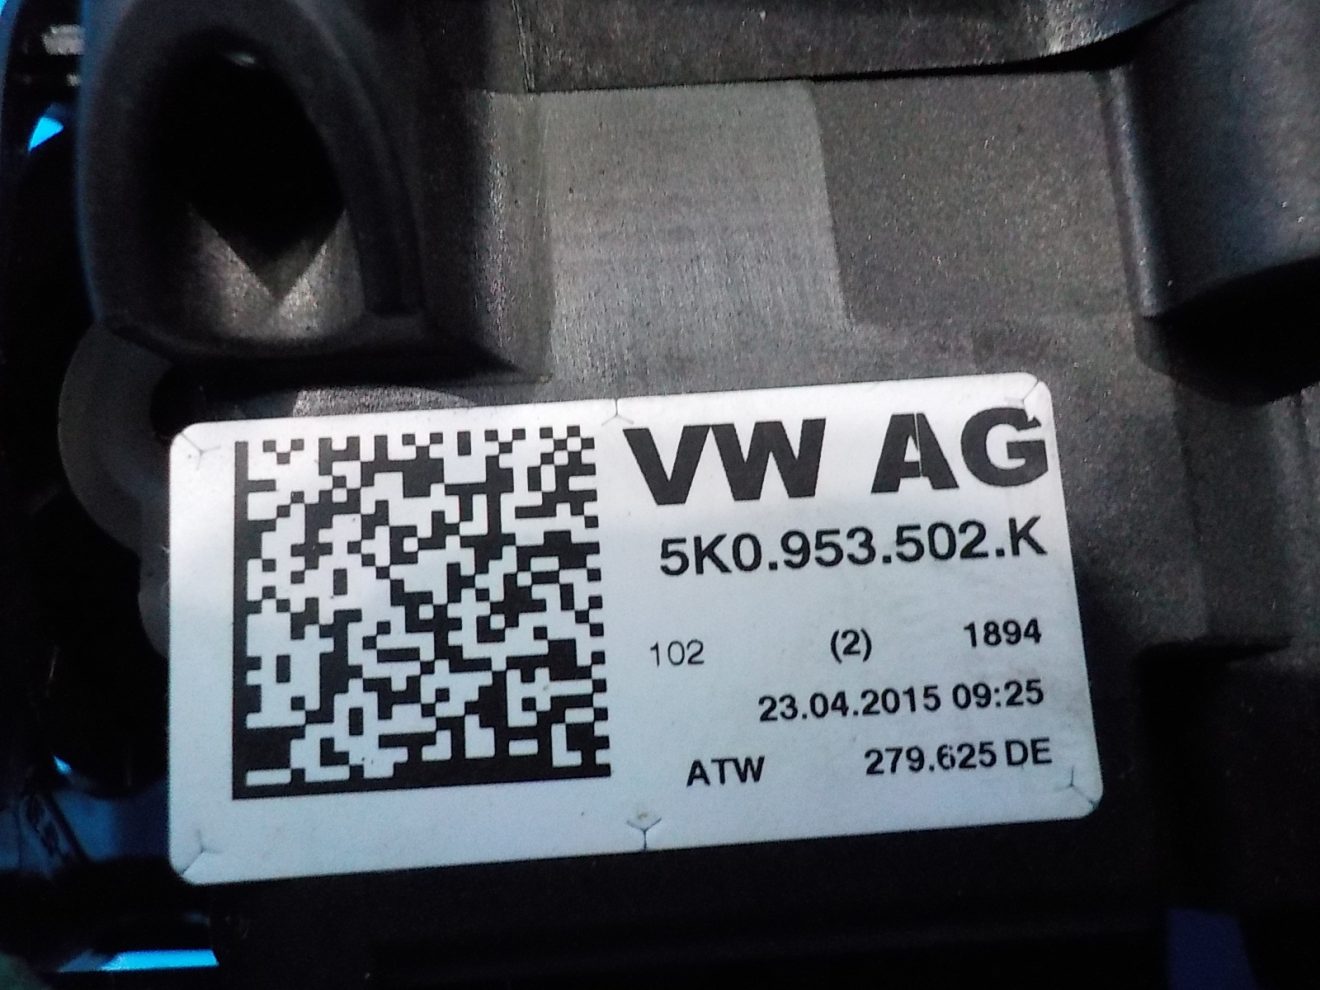 VW AG
5K0.953.502.K
102 (2) 1894
23.04.2015 09:25
ATW 279.625 DE